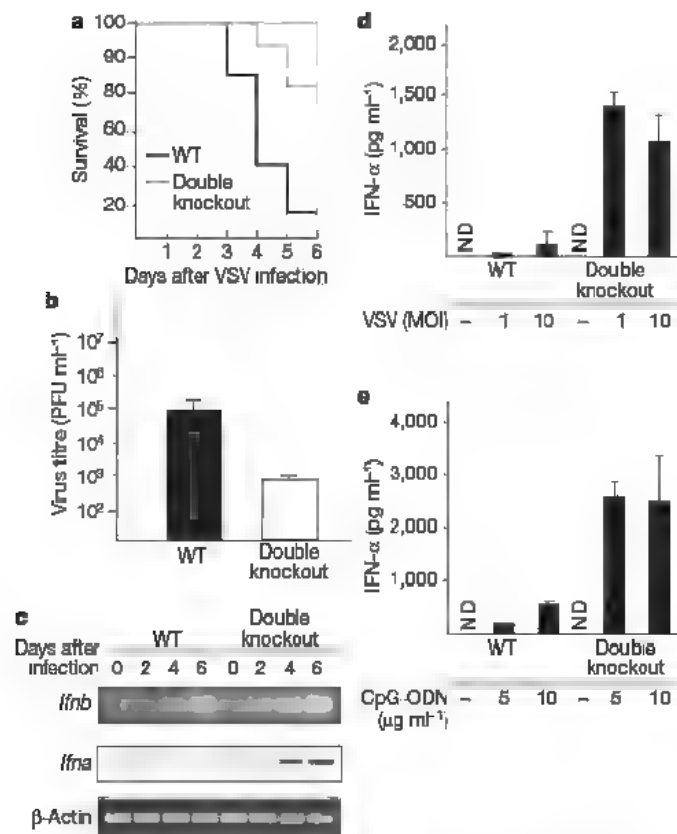 a
100
80
60
40
20
Survival (%)
WT
Double
knockout
1 2 3 4 5 6
Days after VSV infection
b
10⁷
10⁶
10⁵
10⁴
10³
10²
Virus titre (PFU ml⁻¹)
WT
Double
knockout
c
Double
WT knockout
Days after
infection 0 2 4 6 0 2 4 6
Ifnb
Ifna
β-Actin
d
2,000
1,500
1,000
500
IFN-α (pg ml⁻¹)
ND
ND
WT Double
knockout
VSV (MOI) – 1 10 – 1 10
e
4,000
3,000
2,000
1,000
IFN-α (pg ml⁻¹)
ND
ND
WT Double
knockout
CpG-ODN – 5 10 – 5 10
(μg ml⁻¹)